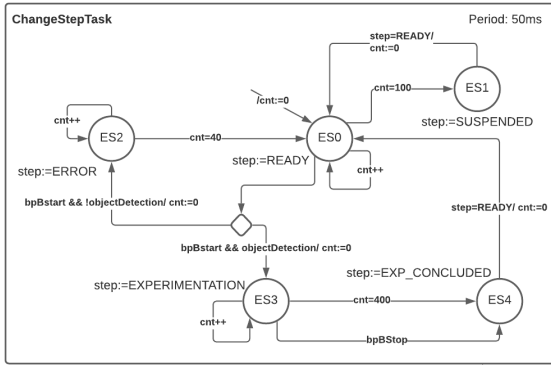 ChangeStepTask
Period: 50ms
step=READY/
cnt:=0
/cnt:=0
cnt=100
ES1
step:=SUSPENDED
cnt++
ES2
cnt=40
ES0
step:=READY
step:=ERROR
cnt++
bpBstart && !objectDetection/ cnt:=0
step=READY/ cnt:=0
bpBstart && objectDetection/ cnt:=0
step:=EXP_CONCLUDED
step:=EXPERIMENTATION
ES3
cnt=400
ES4
cnt++
bpBStop